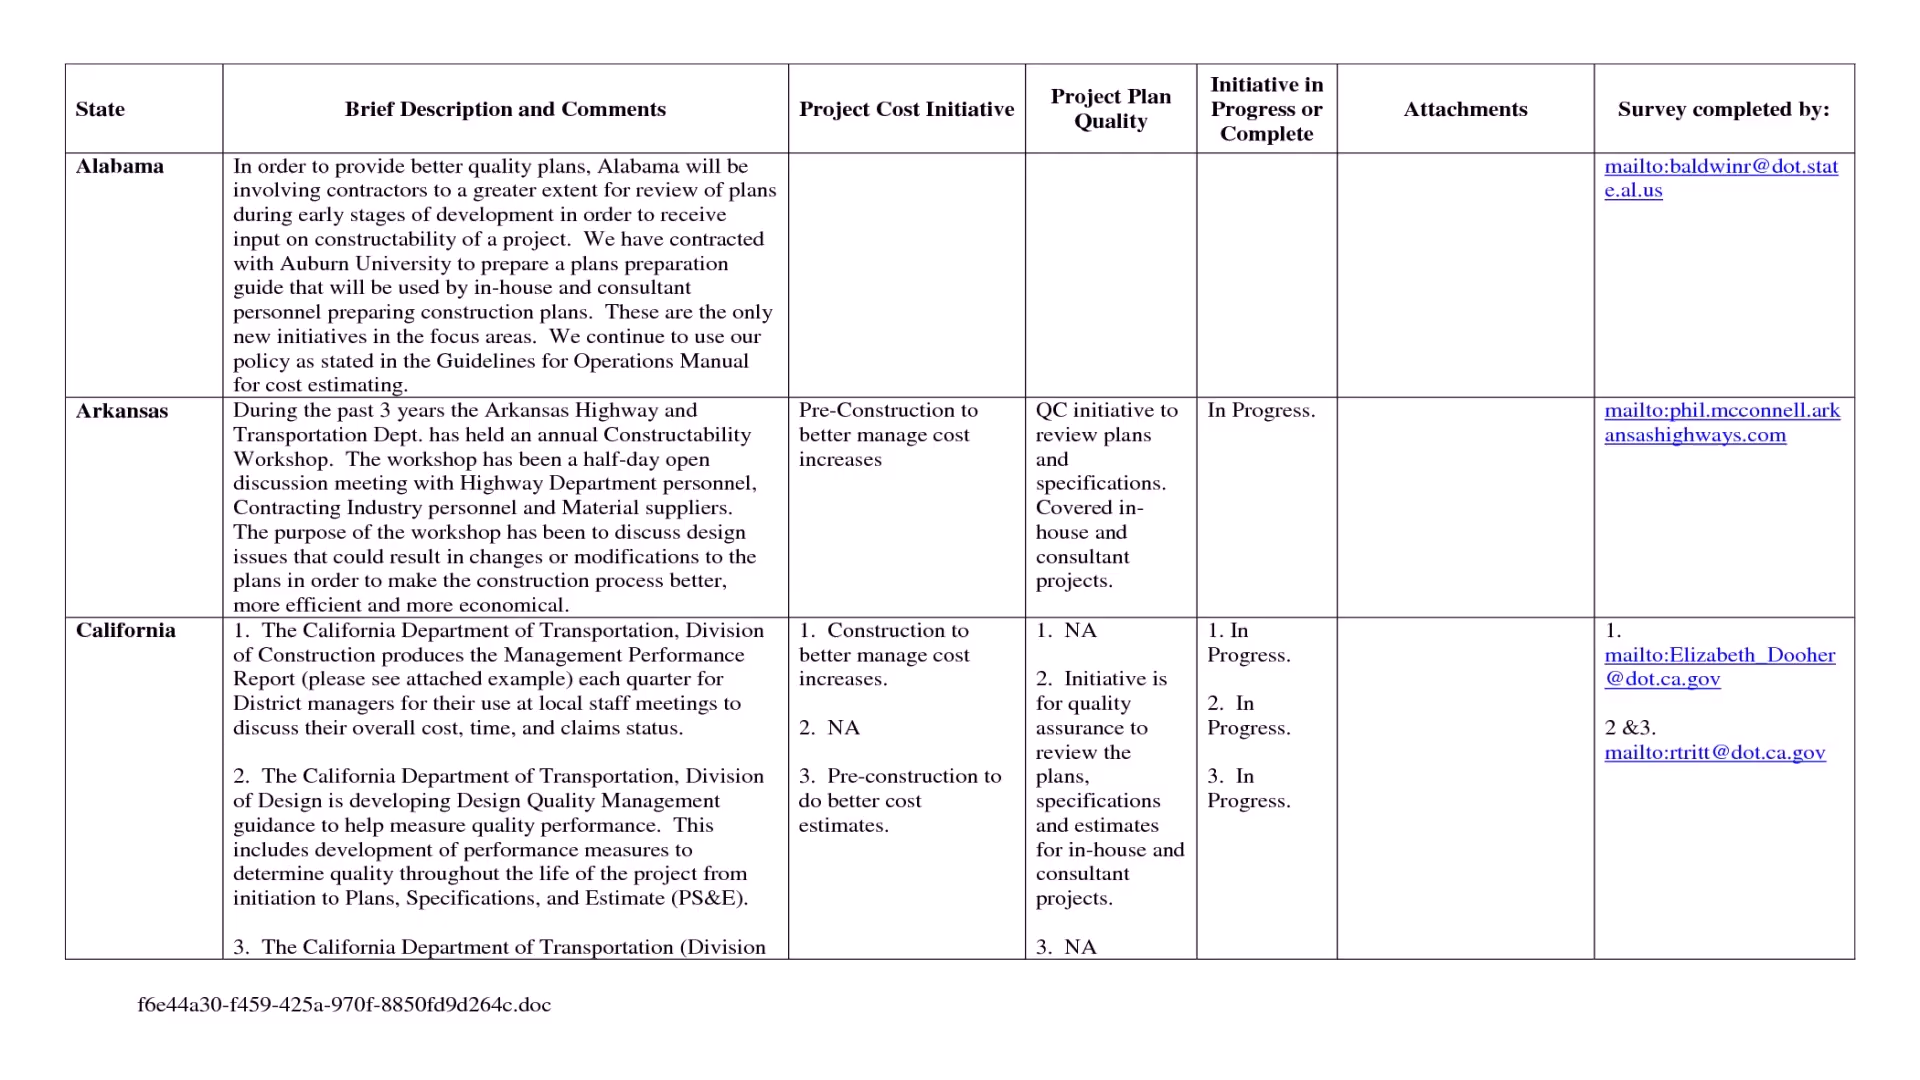 State
Brief Description and Comments
Project Cost Initiative
Project Plan
Quality
Initiative in
Progress or
Complete
Attachments
Survey completed by:
Alabama
In order to provide better quality plans, Alabama will be
involving contractors to a greater extent for review of plans
during early stages of development in order to receive
input on constructability of a project.  We have contracted
with Auburn University to prepare a plans preparation
guide that will be used by in-house and consultant
personnel preparing construction plans.  These are the only
new initiatives in the focus areas.  We continue to use our
policy as stated in the Guidelines for Operations Manual
for cost estimating.
mailto:baldwinr@dot.stat
e.al.us
Arkansas
During the past 3 years the Arkansas Highway and
Transportation Dept. has held an annual Constructability
Workshop.  The workshop has been a half-day open
discussion meeting with Highway Department personnel,
Contracting Industry personnel and Material suppliers.
The purpose of the workshop has been to discuss design
issues that could result in changes or modifications to the
plans in order to make the construction process better,
more efficient and more economical.
Pre-Construction to
better manage cost
increases
QC initiative to
review plans
and
specifications.
Covered in-
house and
consultant
projects.
In Progress.
mailto:phil.mcconnell.ark
ansashighways.com
California
1.  The California Department of Transportation, Division
of Construction produces the Management Performance
Report (please see attached example) each quarter for
District managers for their use at local staff meetings to
discuss their overall cost, time, and claims status.
2.  The California Department of Transportation, Division
of Design is developing Design Quality Management
guidance to help measure quality performance.  This
includes development of performance measures to
determine quality throughout the life of the project from
initiation to Plans, Specifications, and Estimate (PS&E).
3.  The California Department of Transportation (Division
1.  Construction to
better manage cost
increases.
2.  NA
3.  Pre-construction to
do better cost
estimates.
1.  NA
2.  Initiative is
for quality
assurance to
review the
plans,
specifications
and estimates
for in-house and
consultant
projects.
3.  NA
1. In
Progress.
2.  In
Progress.
3.  In
Progress.
1.
mailto:Elizabeth_Dooher
@dot.ca.gov
2 &3.
mailto:rtritt@dot.ca.gov
f6e44a30-f459-425a-970f-8850fd9d264c.doc